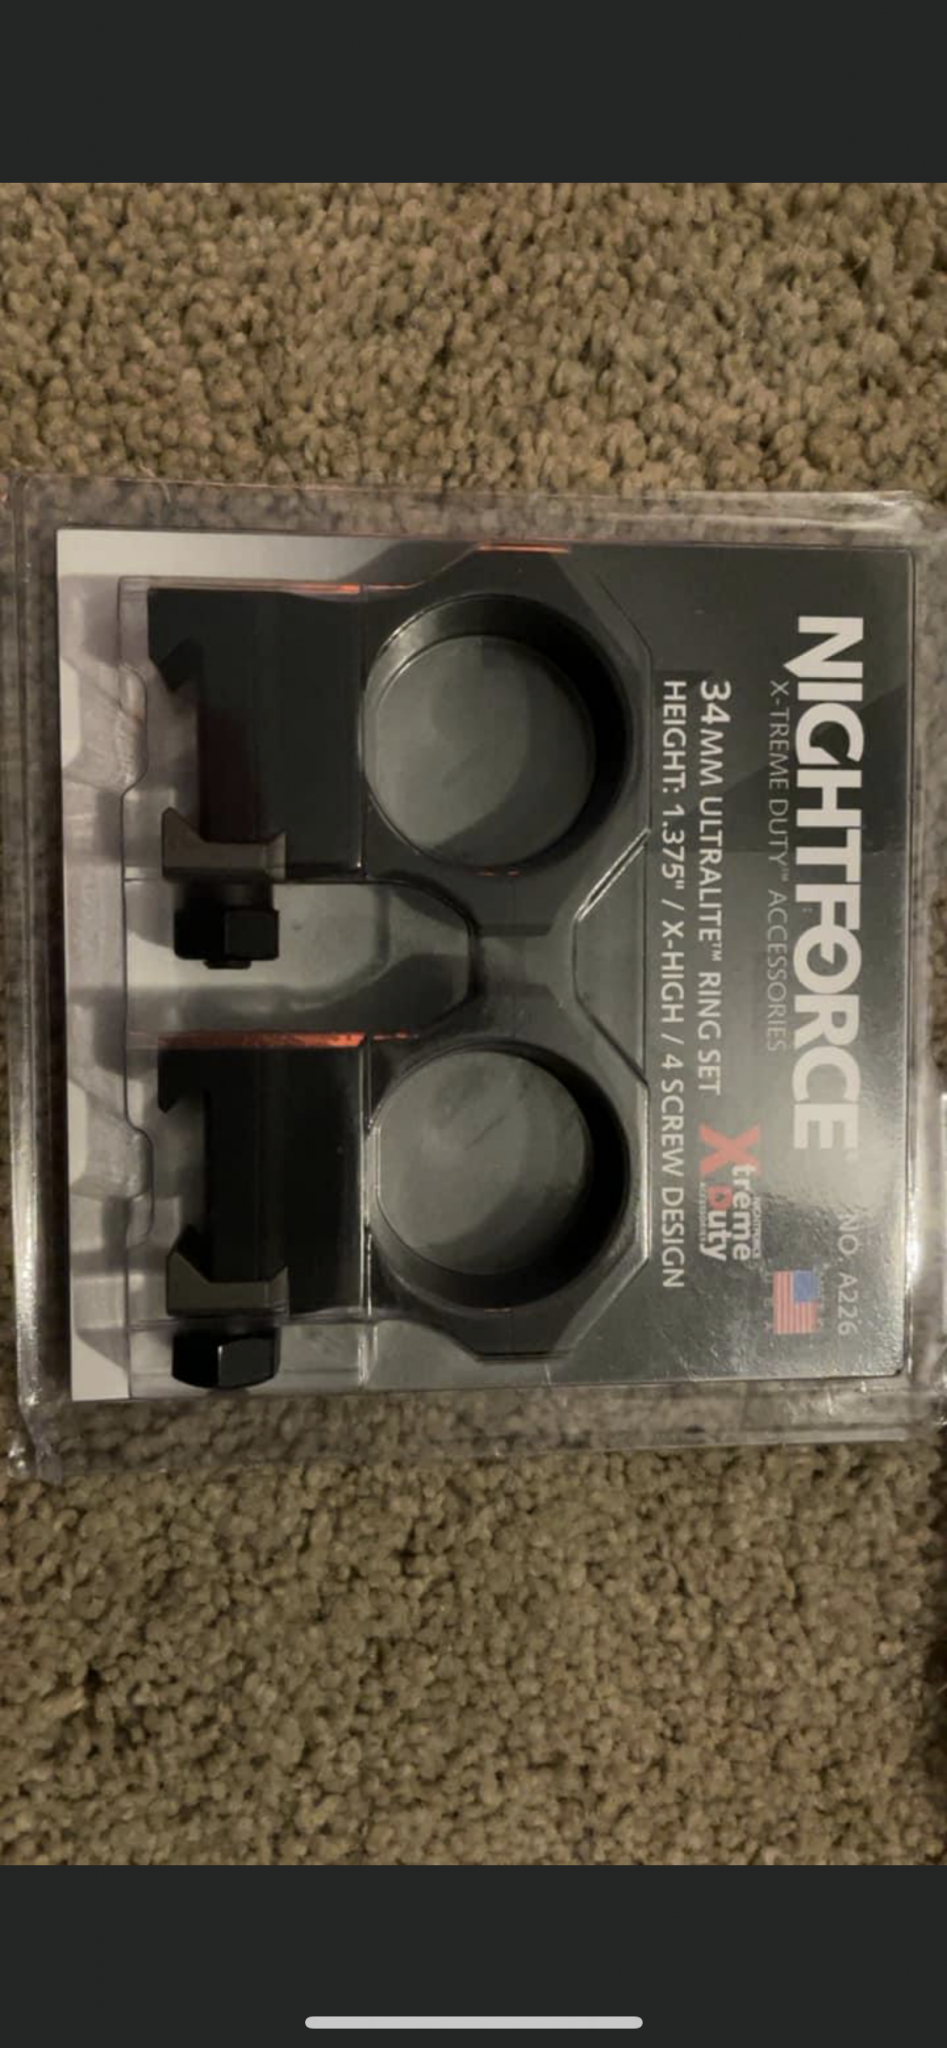 NIGHTFORCE
NO. A226
X-TREME DUTY™ ACCESSORIES
34MM ULTRALITE™ RING SET
HEIGHT: 1.375" / X-HIGH / 4 SCREW DESIGN
Xtreme
Duty